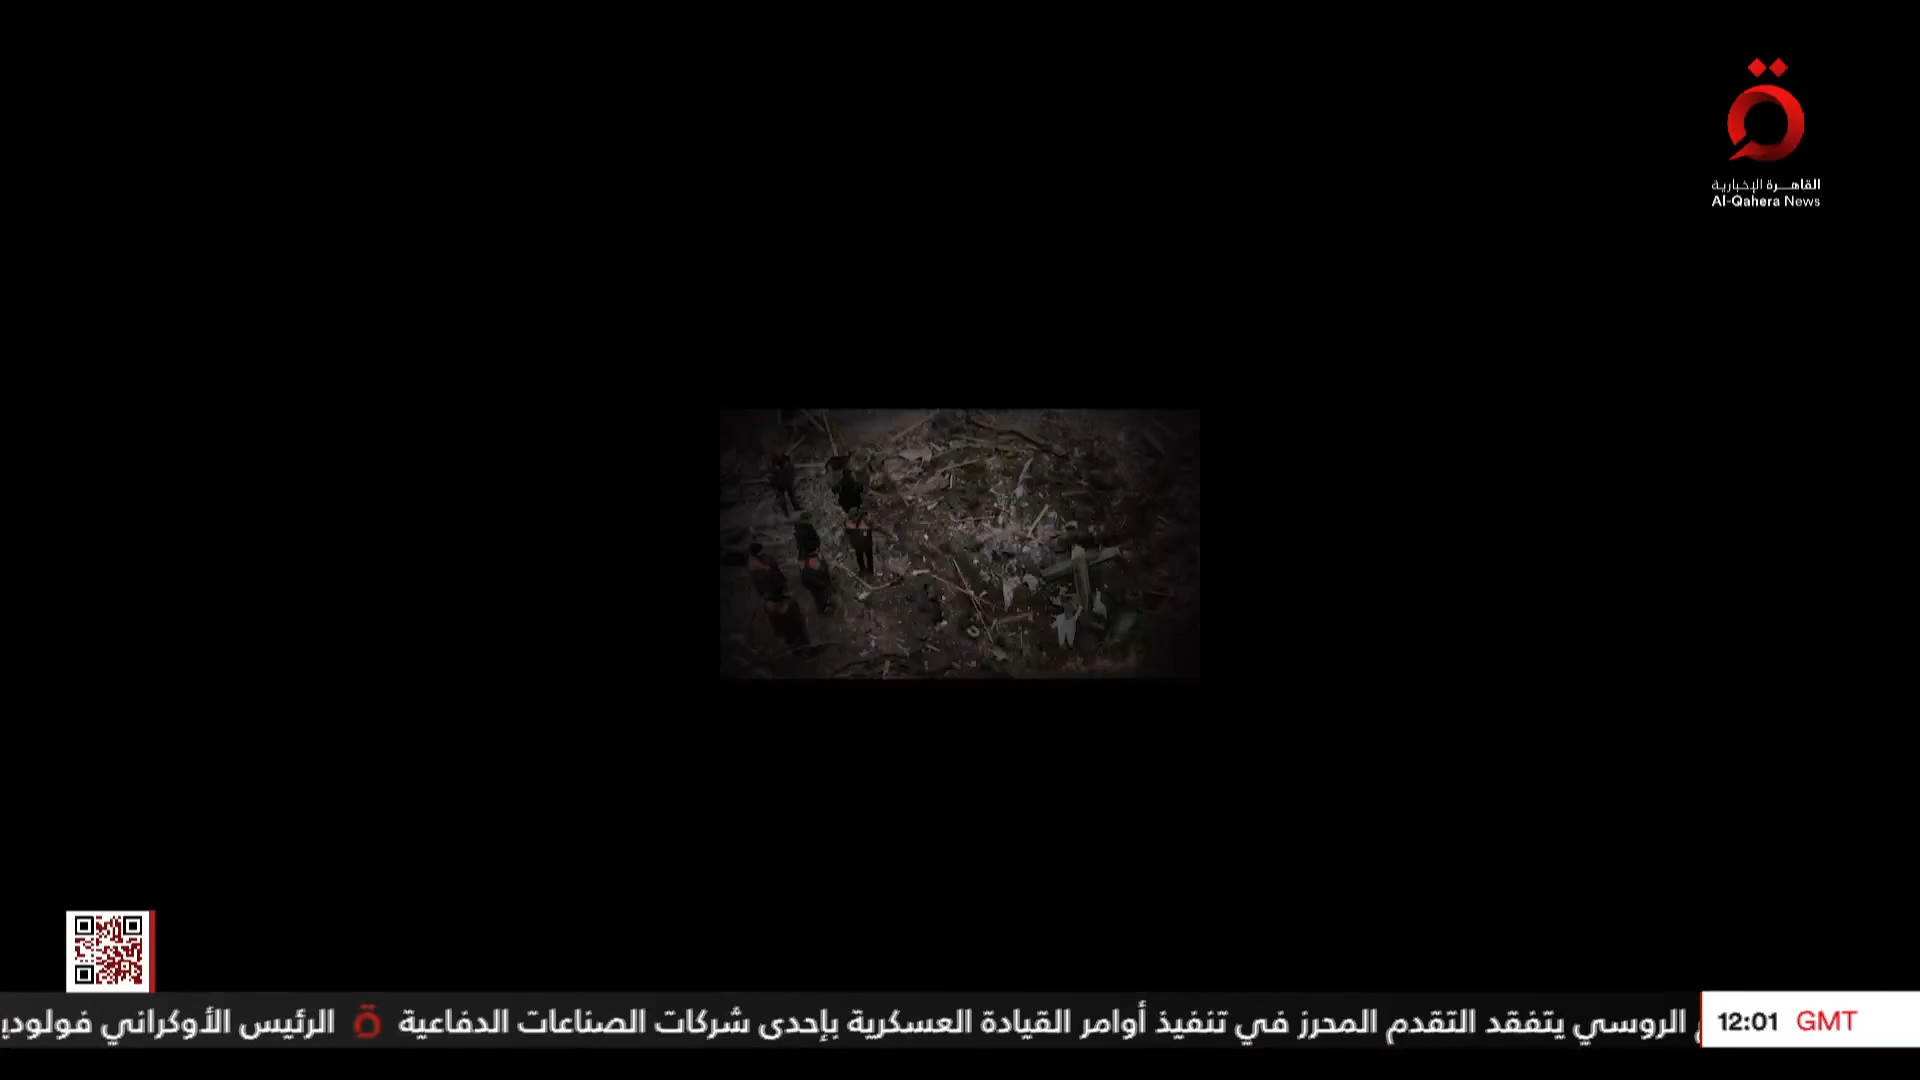 القاهرة الإخبارية
Al-Qahera News
الروسي يتفقد التقدم المحرز في تنفيذ أوامر القيادة العسكرية بإحدى شركات الصناعات الدفاعية
الرئيس الأوكراني
12:01 GMT